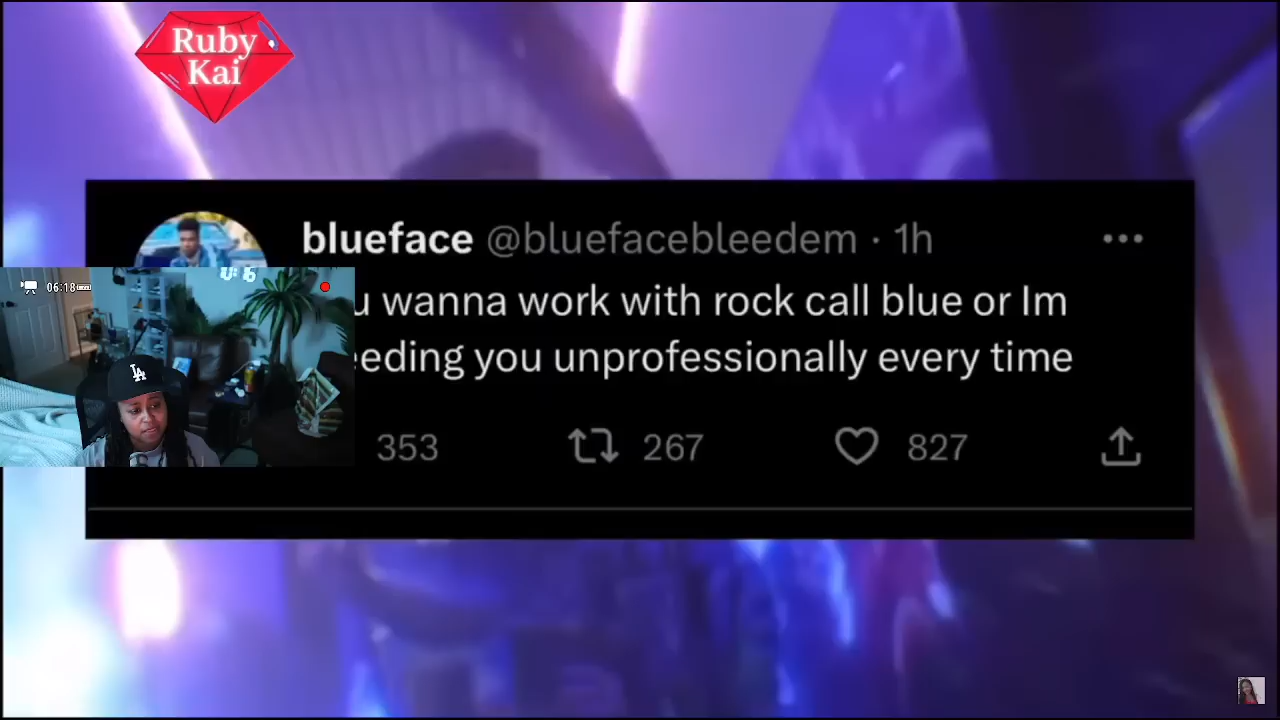 Ruby
Kai
blueface @bluefacebleedem · 1h
wanna work with rock call blue or Im
you unprofessionally every time
353 267 827
06:18
LA